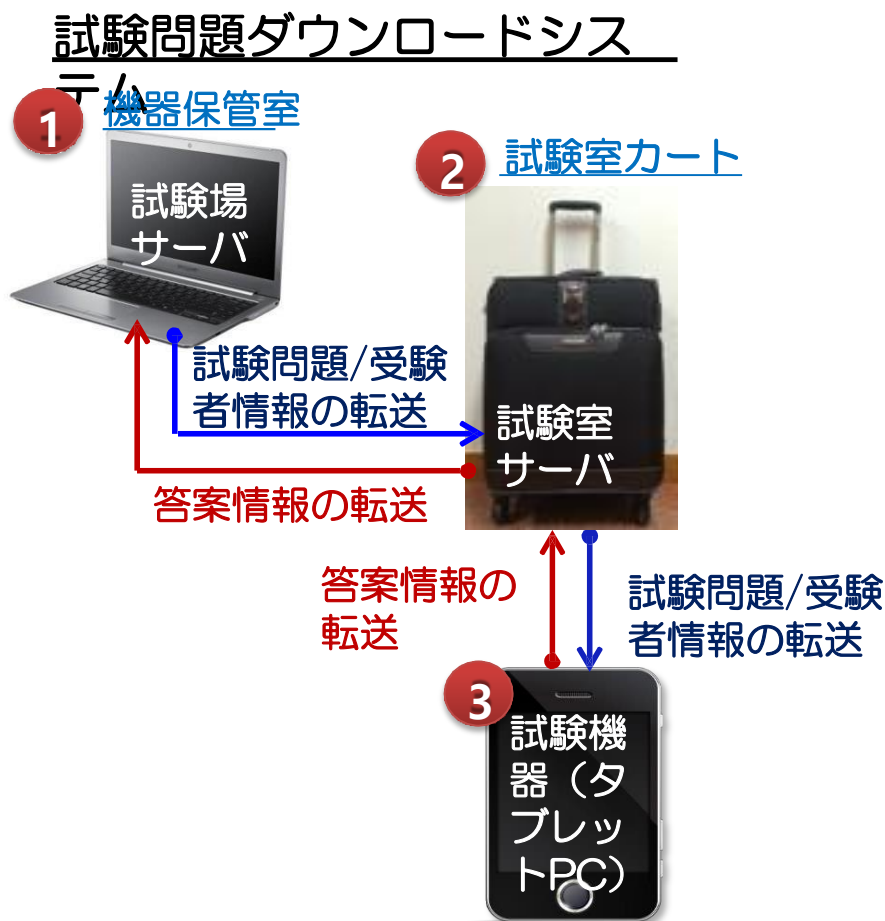 試験問題ダウンロードシス
テム
1
機器保管室
2
試験室カート
試験場
サーバ
試験問題/受験
者情報の転送
試験室
サーバ
答案情報の転送
答案情報の
転送
試験問題/受験
者情報の転送
3
試験機
器（タ
ブレッ
トPC）